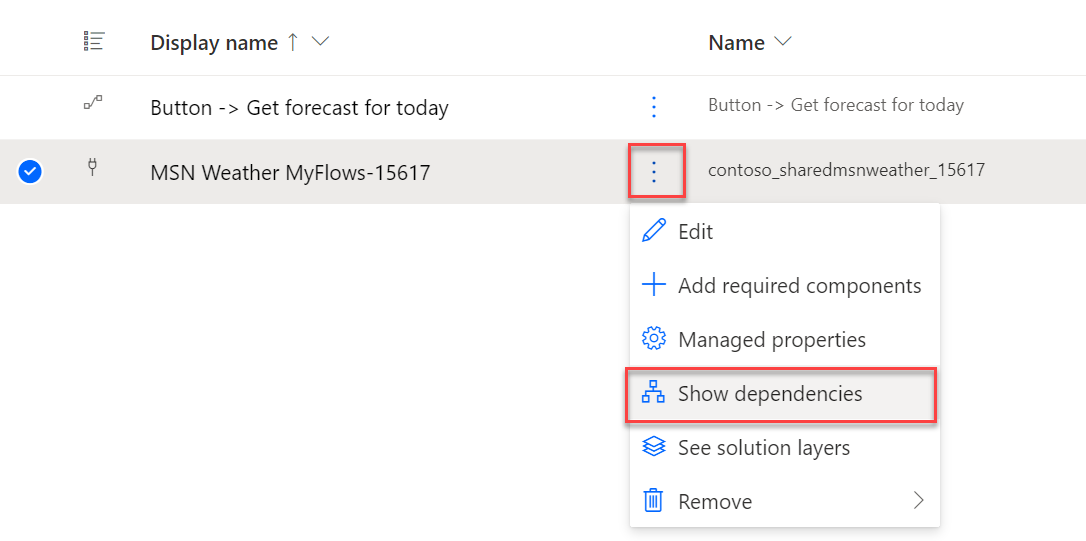 Display name Name
Button -> Get forecast for today Button -> Get forecast for today
MSN Weather MyFlows-15617 contoso_sharedmsnweather_15617
Edit
Add required components
Managed properties
Show dependencies
See solution layers
Remove